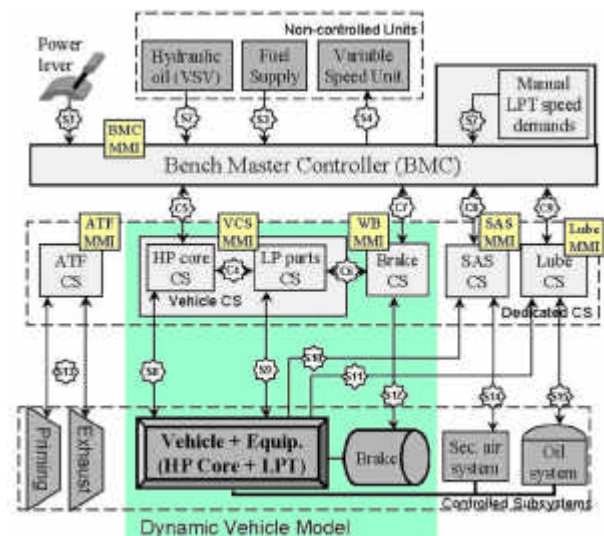 Non-controlled Units
Power
lever
Hydraulic
oil (VSV)
Fuel
Supply
Variable
Speed Unit
Manual
LPT speed
demands
S1
S2
S3
S4
S7
BMC
MMI
Bench Master Controller (BMC)
C5
C7
C8
C9
ATF
MMI
VCS
MMI
WB
MMI
SAS
MMI
Lube
MMI
ATF
CS
HP core
CS
C4
LP parts
CS
C6
Brake
CS
SAS
CS
Lube
CS
Vehicle CS
Dedicated CS
S10
S11
S13
S8
S9
S12
S14
S15
Priming
Exhaust
Vehicle + Equip.
(HP Core + LPT)
Brake
Sec. air
system
Oil
system
Controlled Subsystems
Dynamic Vehicle Model